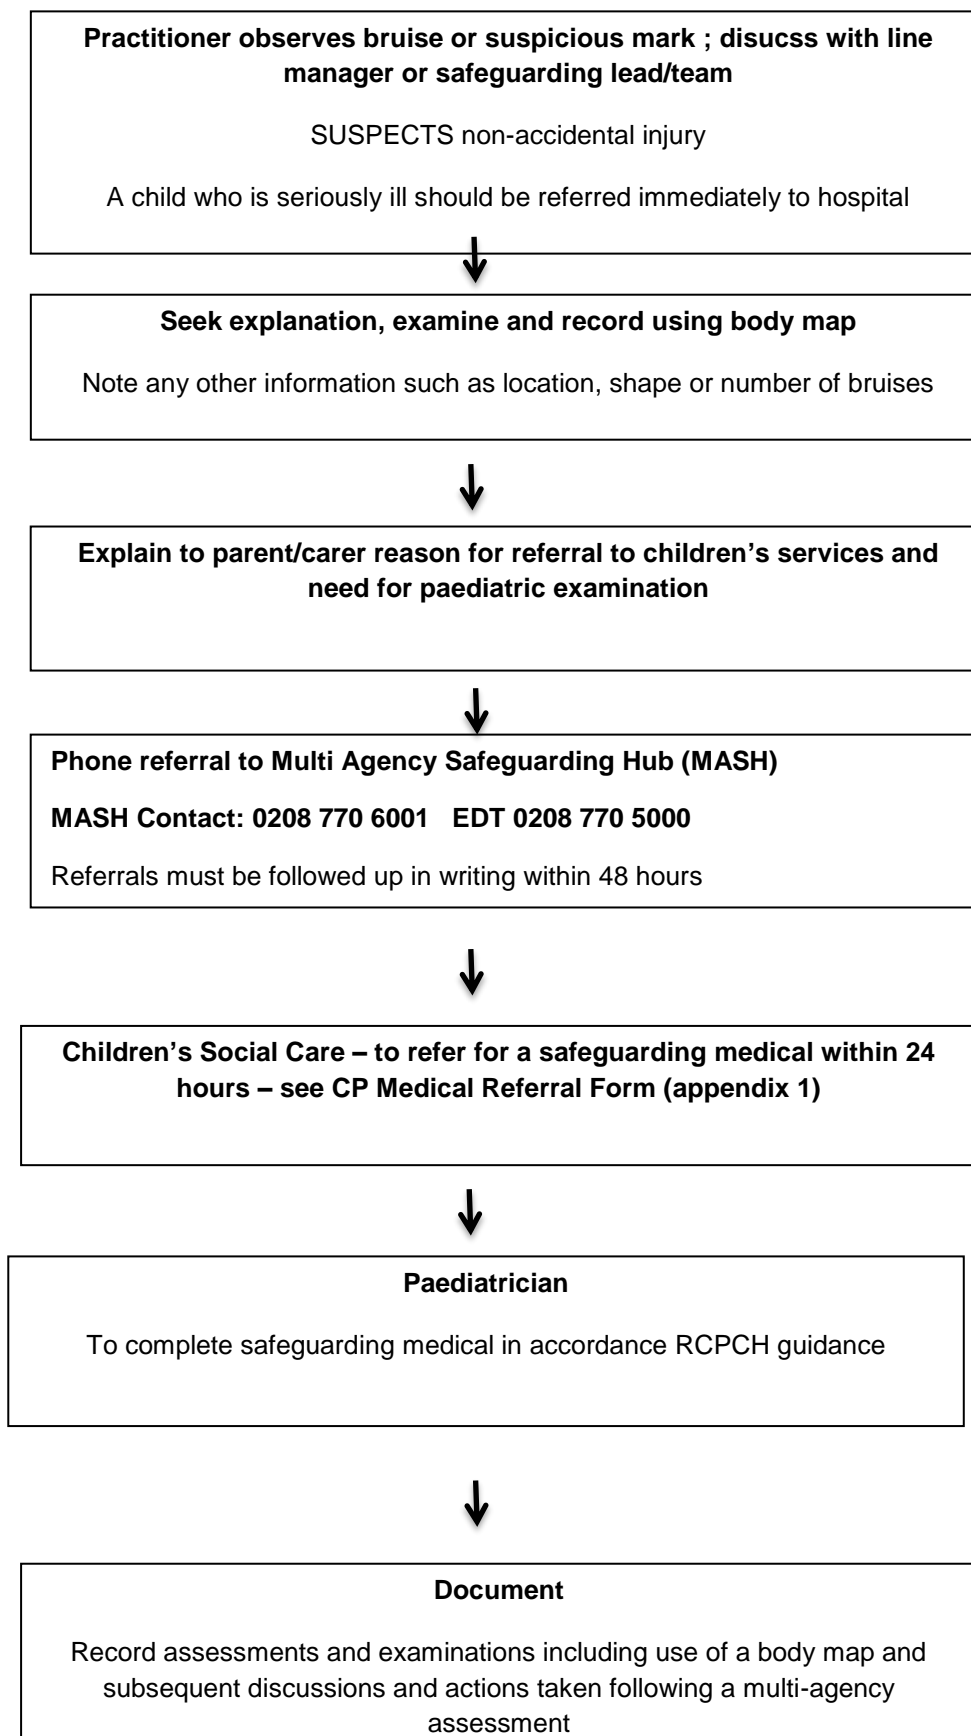 Practitioner observes bruise or suspicious mark ; disucss with line
manager or safeguarding lead/team
SUSPECTS non-accidental injury
A child who is seriously ill should be referred immediately to hospital
Seek explanation, examine and record using body map
Note any other information such as location, shape or number of bruises
Explain to parent/carer reason for referral to children’s services and
need for paediatric examination
Phone referral to Multi Agency Safeguarding Hub (MASH)
MASH Contact: 0208 770 6001   EDT 0208 770 5000
Referrals must be followed up in writing within 48 hours
Children’s Social Care – to refer for a safeguarding medical within 24
hours – see CP Medical Referral Form (appendix 1)
Paediatrician
To complete safeguarding medical in accordance RCPCH guidance
Document
Record assessments and examinations including use of a body map and
subsequent discussions and actions taken following a multi-agency
assessment